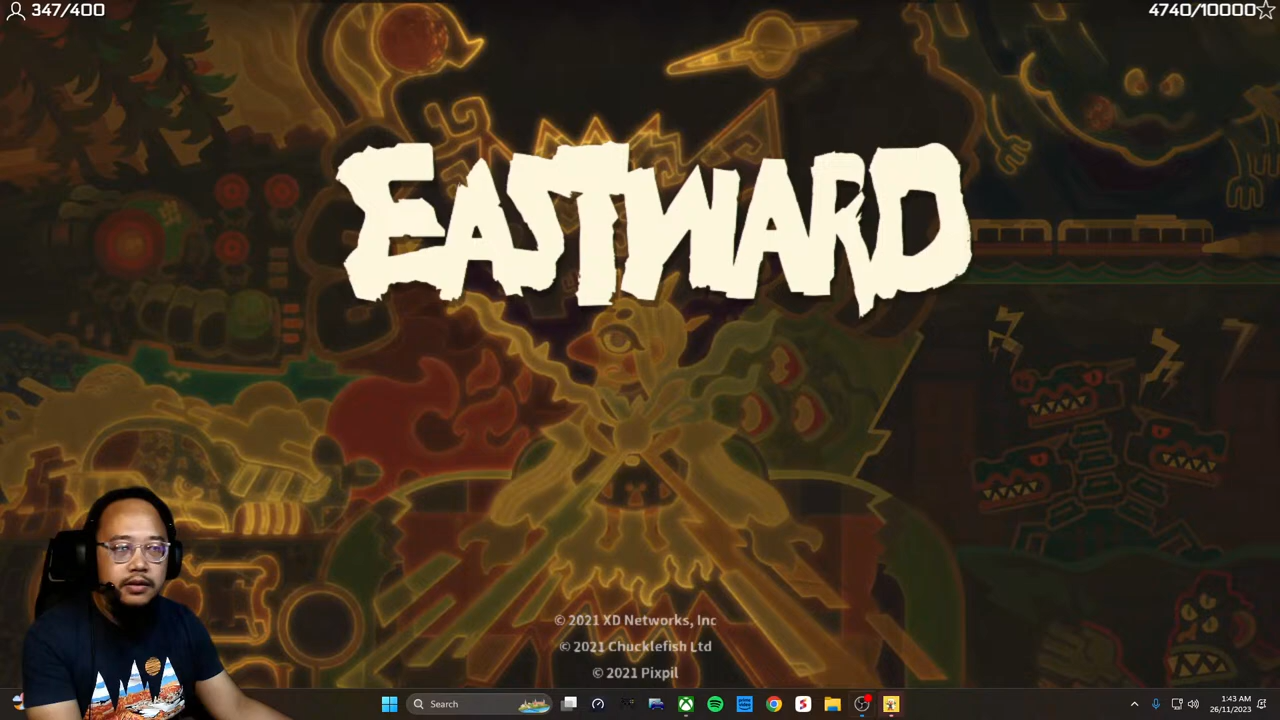 347/400
4740/10000
EASTWARD
© 2021 XD Networks, Inc
© 2021 Chucklefish Ltd
© 2021 Pixpil
Search
1:43 AM
26/11/2023